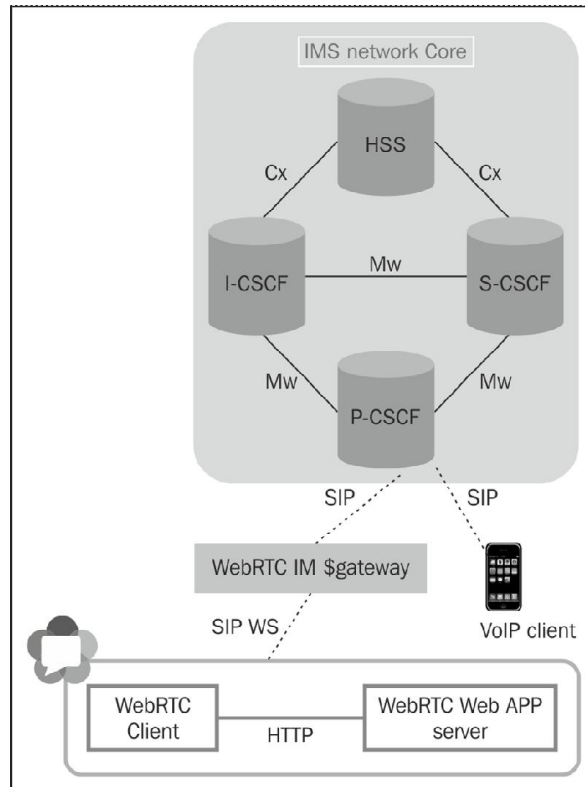 IMS network Core
HSS
Cx
Cx
I-CSCF
Mw
S-CSCF
Mw
Mw
P-CSCF
SIP
SIP
WebRTC IM $gateway
SIP WS
VoIP client
WebRTC
Client
HTTP
WebRTC Web APP
server